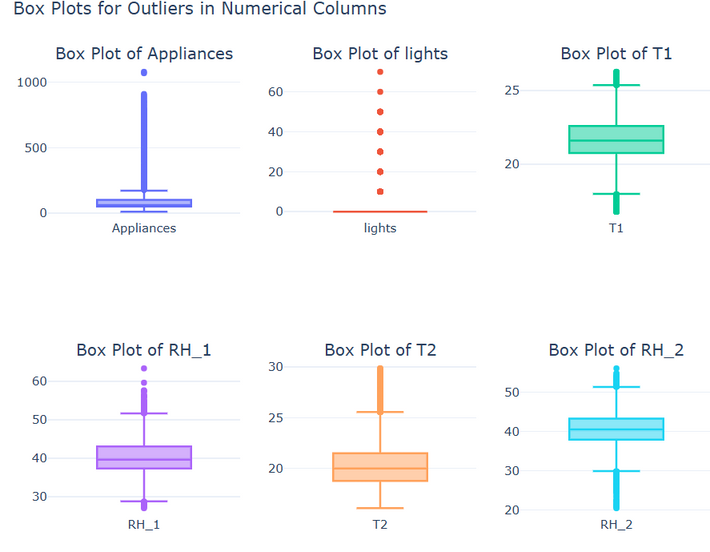 Box Plots for Outliers in Numerical Columns
Box Plot of Appliances
Box Plot of lights
Box Plot of T1
1000
500
0
Appliances
60
40
20
0
lights
25
20
T1
Box Plot of RH_1
Box Plot of T2
Box Plot of RH_2
60
50
40
30
RH_1
30
25
20
T2
50
40
30
20
RH_2